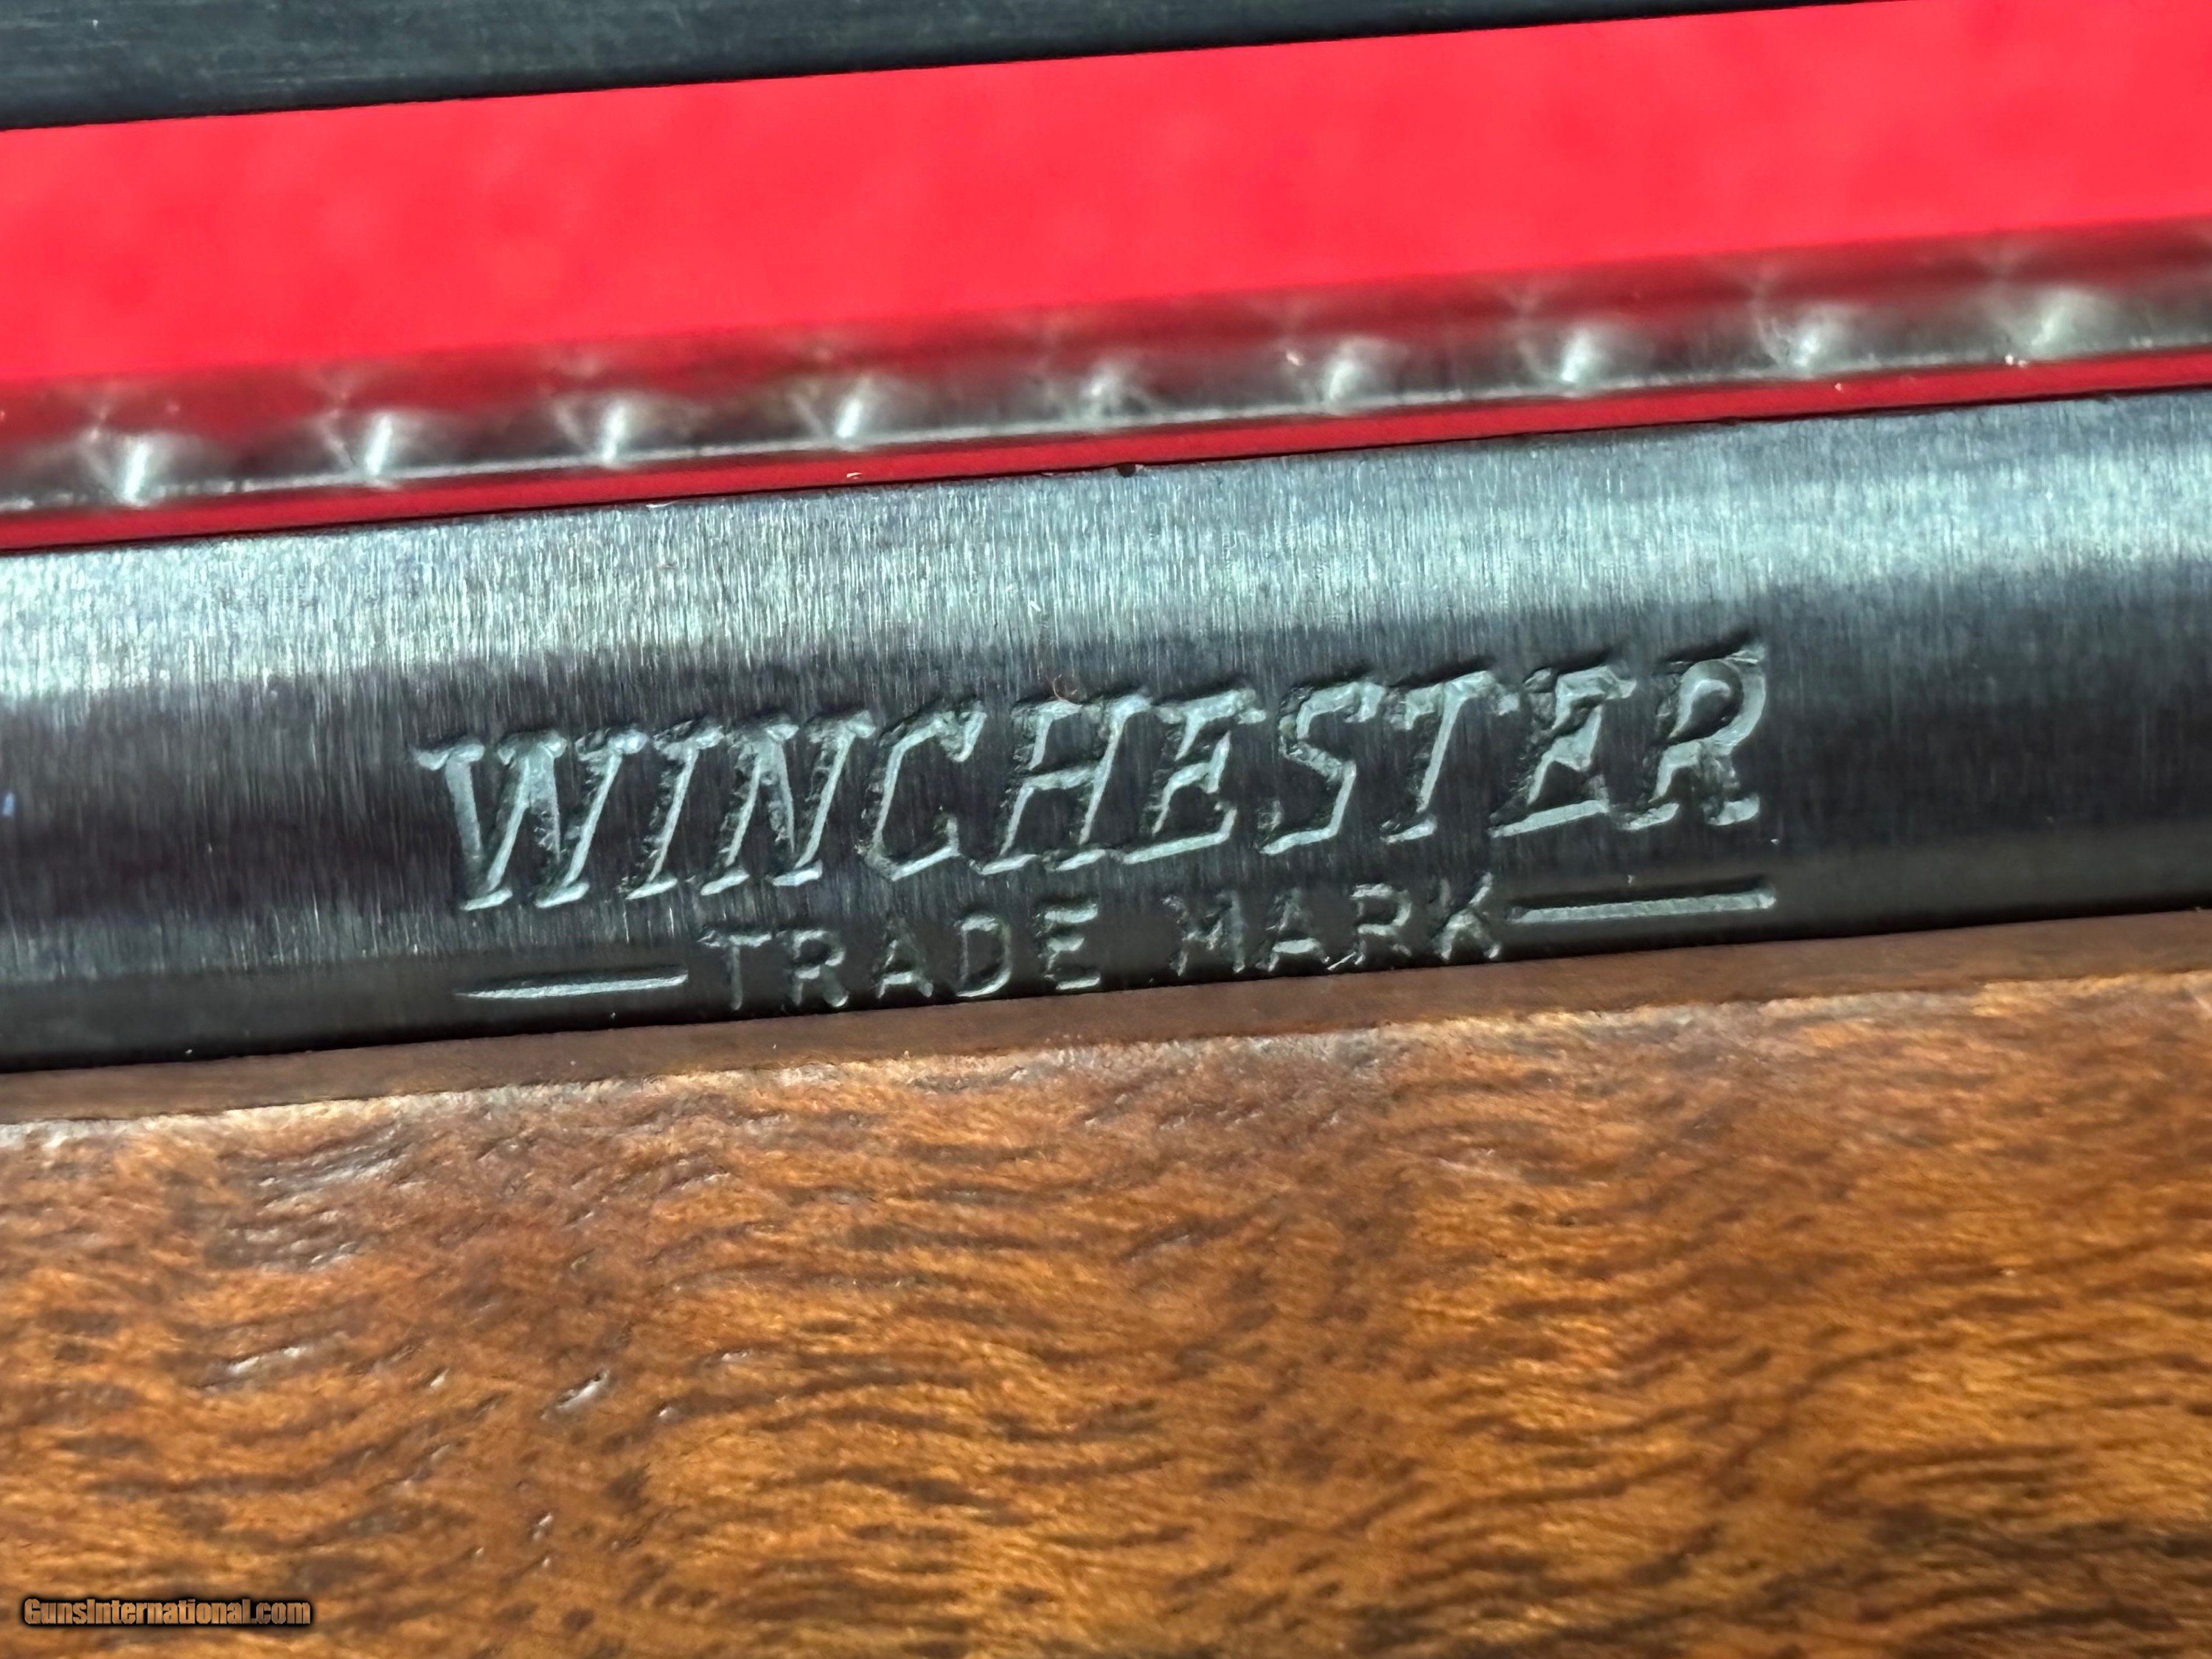 WINCHESTER
— TRADE MARK —
GunsInternational.com